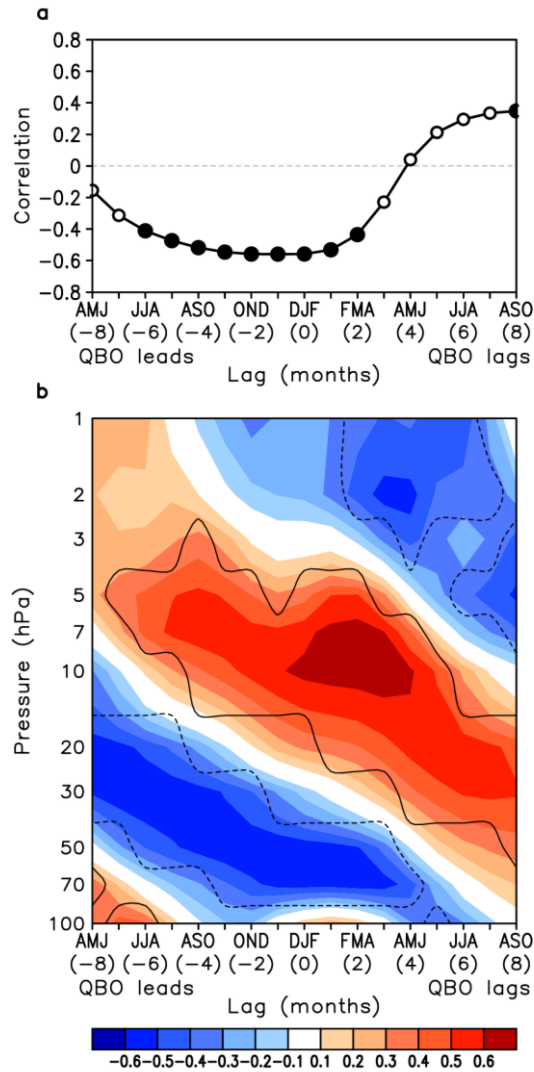 a
0.8
0.6
0.4
0.2
0
−0.2
−0.4
−0.6
−0.8
Correlation
AMJ JJA ASO OND DJF FMA AMJ JJA ASO
(−8) (−6) (−4) (−2) (0) (2) (4) (6) (8)
QBO leads QBO lags
Lag (months)
b
1
2
3
5
7
10
20
30
50
70
100
Pressure (hPa)
AMJ JJA ASO OND DJF FMA AMJ JJA ASO
(−8) (−6) (−4) (−2) (0) (2) (4) (6) (8)
QBO leads QBO lags
Lag (months)
−0.6 −0.5 −0.4 −0.3 −0.2 −0.1 0.1 0.2 0.3 0.4 0.5 0.6